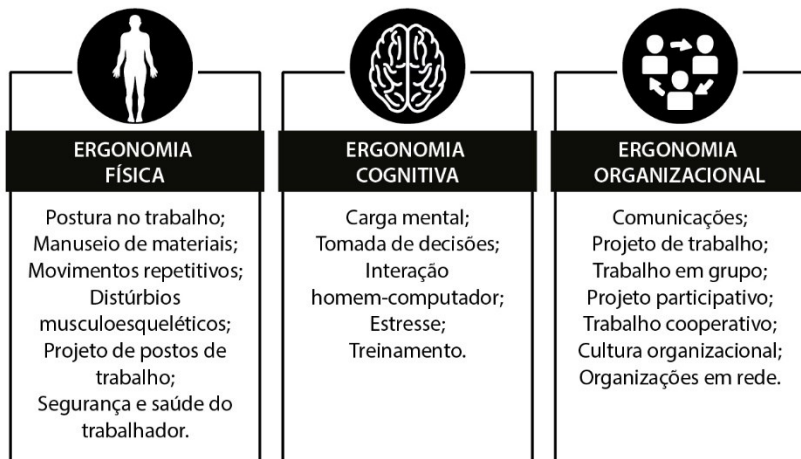 ERGONOMIA
FÍSICA
Postura no trabalho;
Manuseio de materiais;
Movimentos repetitivos;
Distúrbios
musculoesqueléticos;
Projeto de postos de
trabalho;
Segurança e saúde do
trabalhador.
ERGONOMIA
COGNITIVA
Carga mental;
Tomada de decisões;
Interação
homem-computador;
Estresse;
Treinamento.
ERGONOMIA
ORGANIZACIONAL
Comunicações;
Projeto de trabalho;
Trabalho em grupo;
Projeto participativo;
Trabalho cooperativo;
Cultura organizacional;
Organizações em rede.